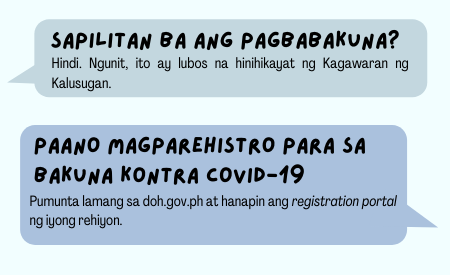 SAPILITAN BA ANG PAGBABAKUNA?
Hindi. Ngunit, ito ay lubos na hinihikayat ng Kagawaran ng
Kalusugan.
PAANO MAGPAREHISTRO PARA SA
BAKUNA KONTRA COVID-19
Pumunta lamang sa doh.gov.ph at hanapin ang registration portal
ng iyong rehiyon.